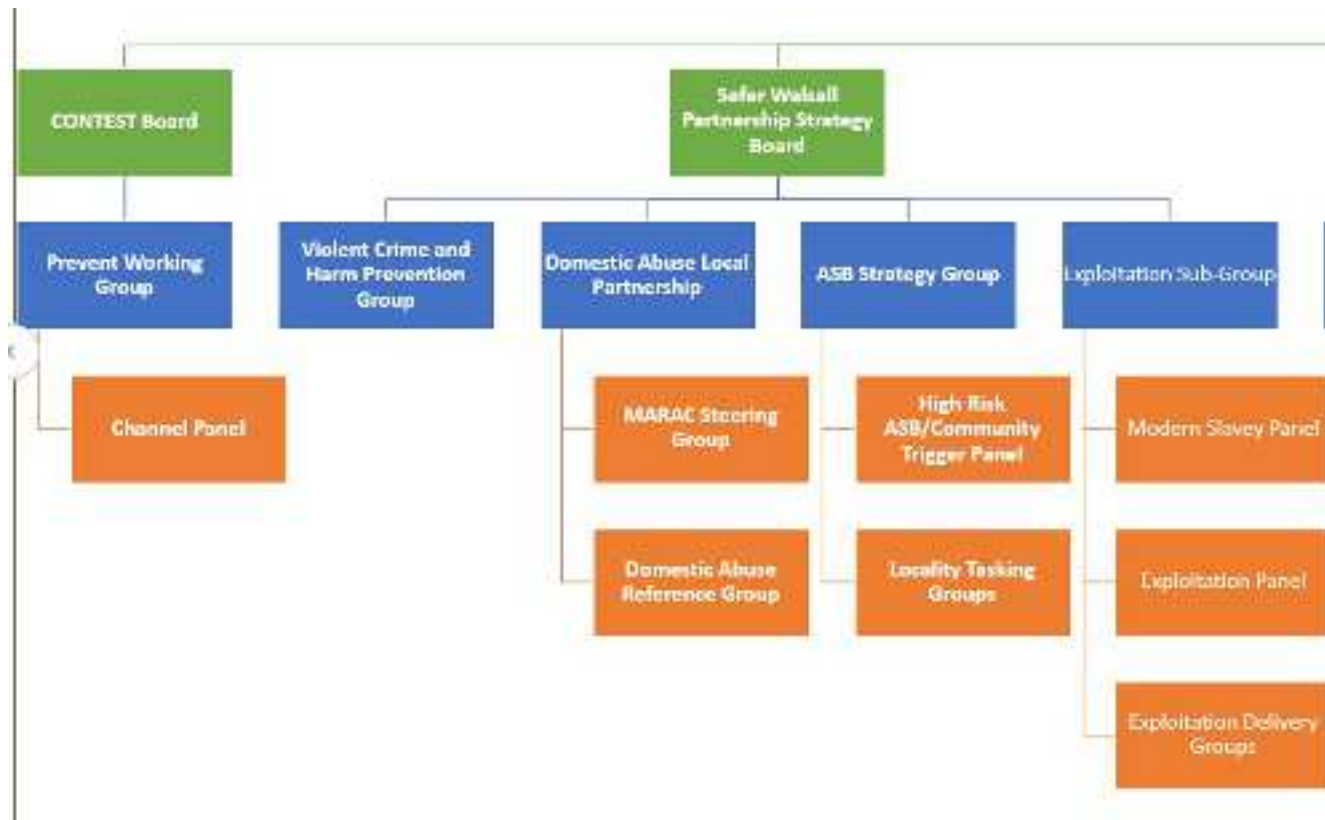 CONTEST Board
Safer Walsall
Partnership Strategy
Board
Prevent Working
Group
Violent Crime and
Harm Prevention
Group
Domestic Abuse Local
Partnership
ASB Strategy Group
Exploitation Sub-Group
Channel Panel
MARAC Steering
Group
High Risk
ASB/Community
Trigger Panel
Modern Slavey Panel
Domestic Abuse
Reference Group
Locality Tasking
Groups
Exploitation Panel
Exploitation Delivery
Groups